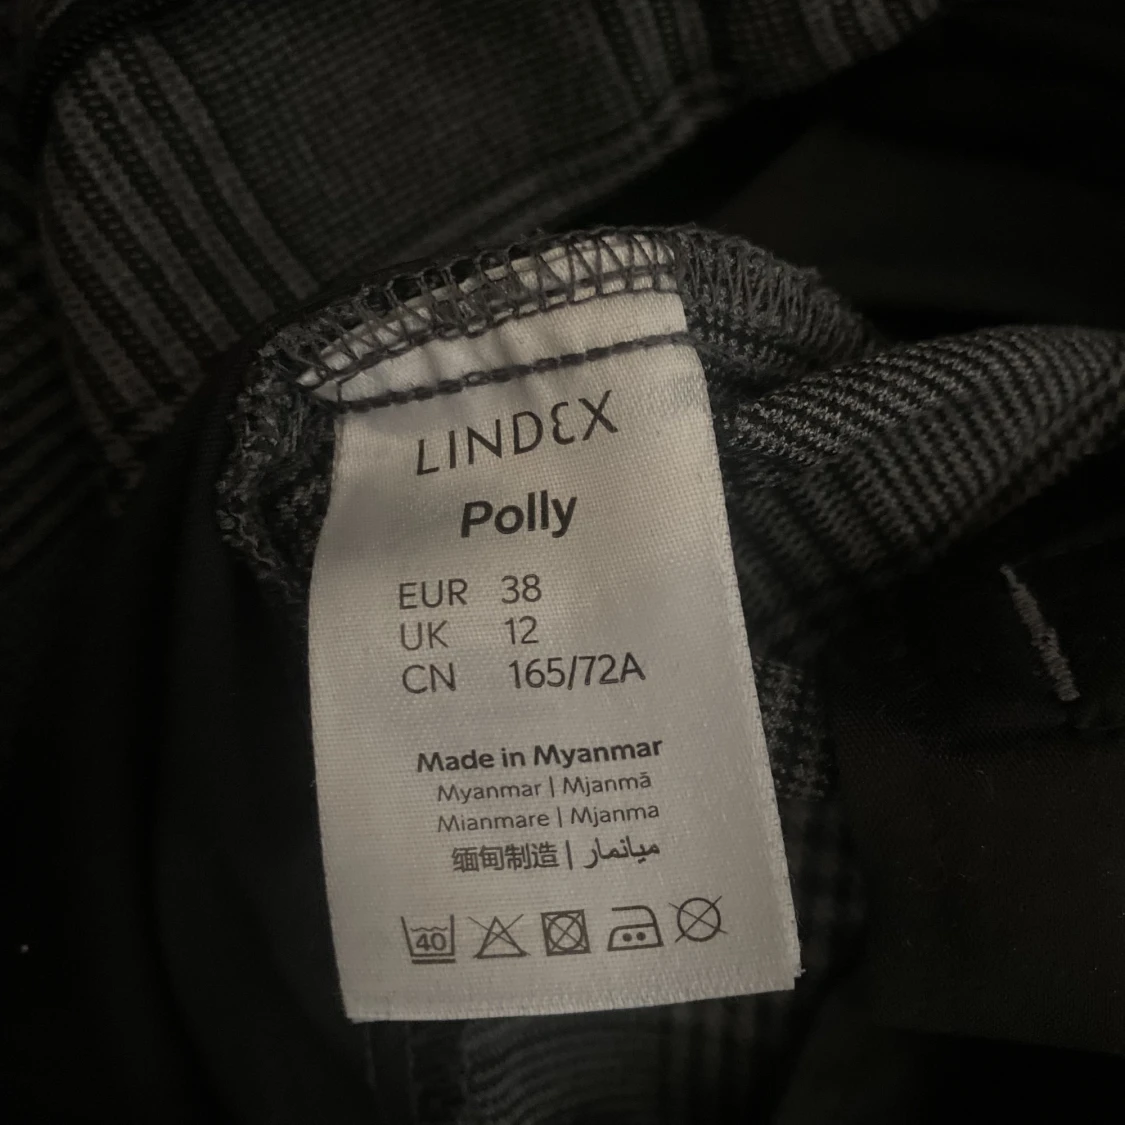 LINDEX
Polly
EUR 38
UK 12
CN 165/72A
Made in Myanmar
Myanmar | Mjanmā
Mianmare | Mjanma
缅甸制造 | ميانمار
40